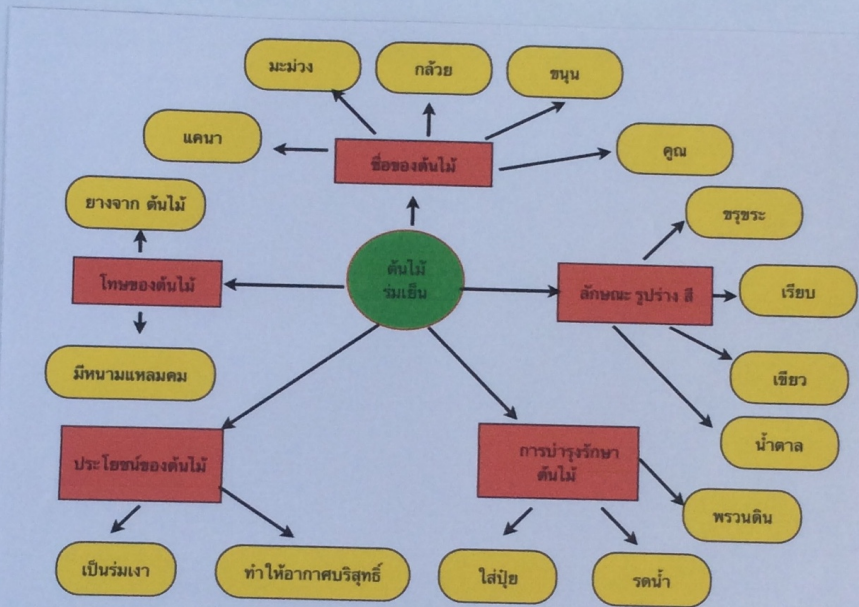 มะม่วง
กล้วย
ขนุน
แคนา
ชื่อของต้นไม้
คูณ
ยางจาก ต้นไม้
ขรุขระ
โทษของต้นไม้
ต้นไม้
ร่มเย็น
ลักษณะ รูปร่าง สี
เรียบ
มีหนามแหลมคม
เขียว
น้ำตาล
ประโยชน์ของต้นไม้
การบำรุงรักษา
ต้นไม้
พรวนดิน
เป็นร่มเงา
ทำให้อากาศบริสุทธิ์
ใส่ปุ๋ย
รดน้ำ